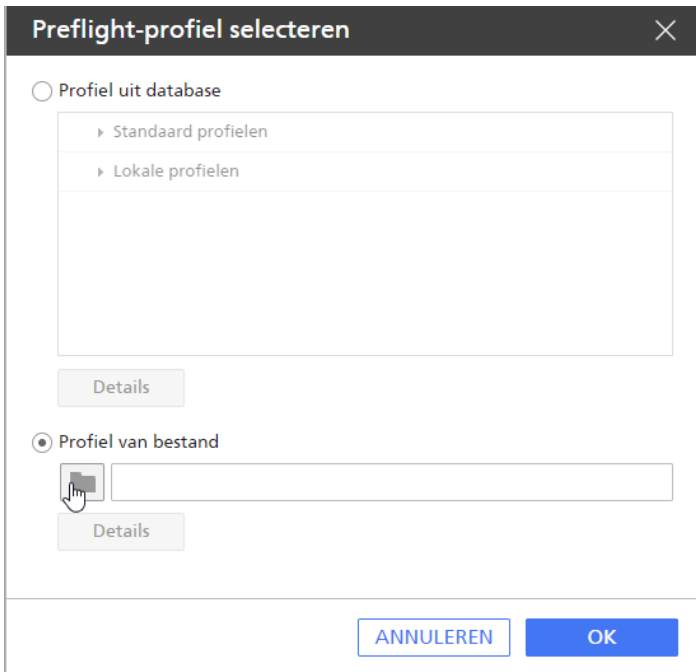 Preflight-profiel selecteren
Profiel uit database
Standaard profielen
Lokale profielen
Details
Profiel van bestand
Details
ANNULEREN OK